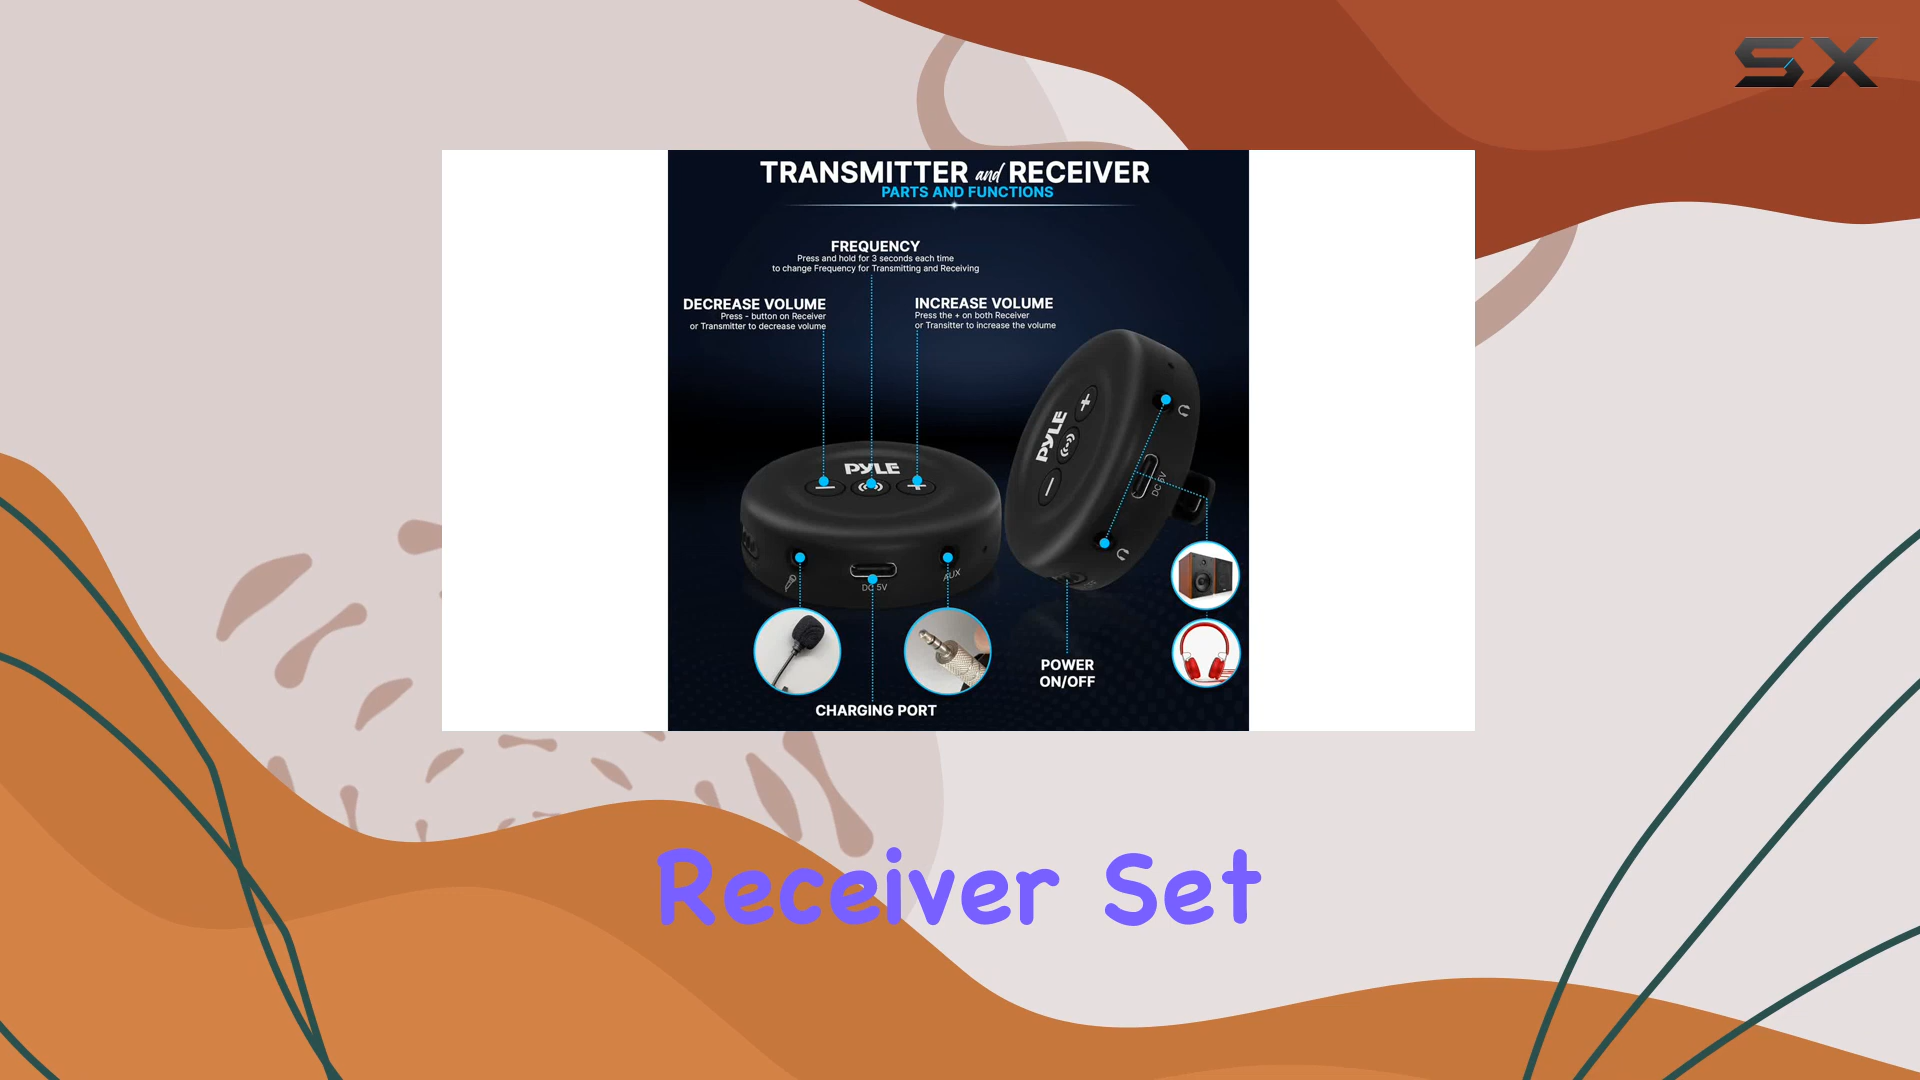 SX
TRANSMITTER and RECEIVER
PARTS AND FUNCTIONS
FREQUENCY
Press and hold for 3 seconds each time
to change Frequency for Transmitting and Receiving
DECREASE VOLUME
Press - button on Receiver
or Transmitter to decrease volume
INCREASE VOLUME
Press the + on both Receiver
or Transitter to increase the volume
PYLE
PYLE
DC 5V
AUX
DC 5V
POWER
ON/OFF
CHARGING PORT
Receiver Set